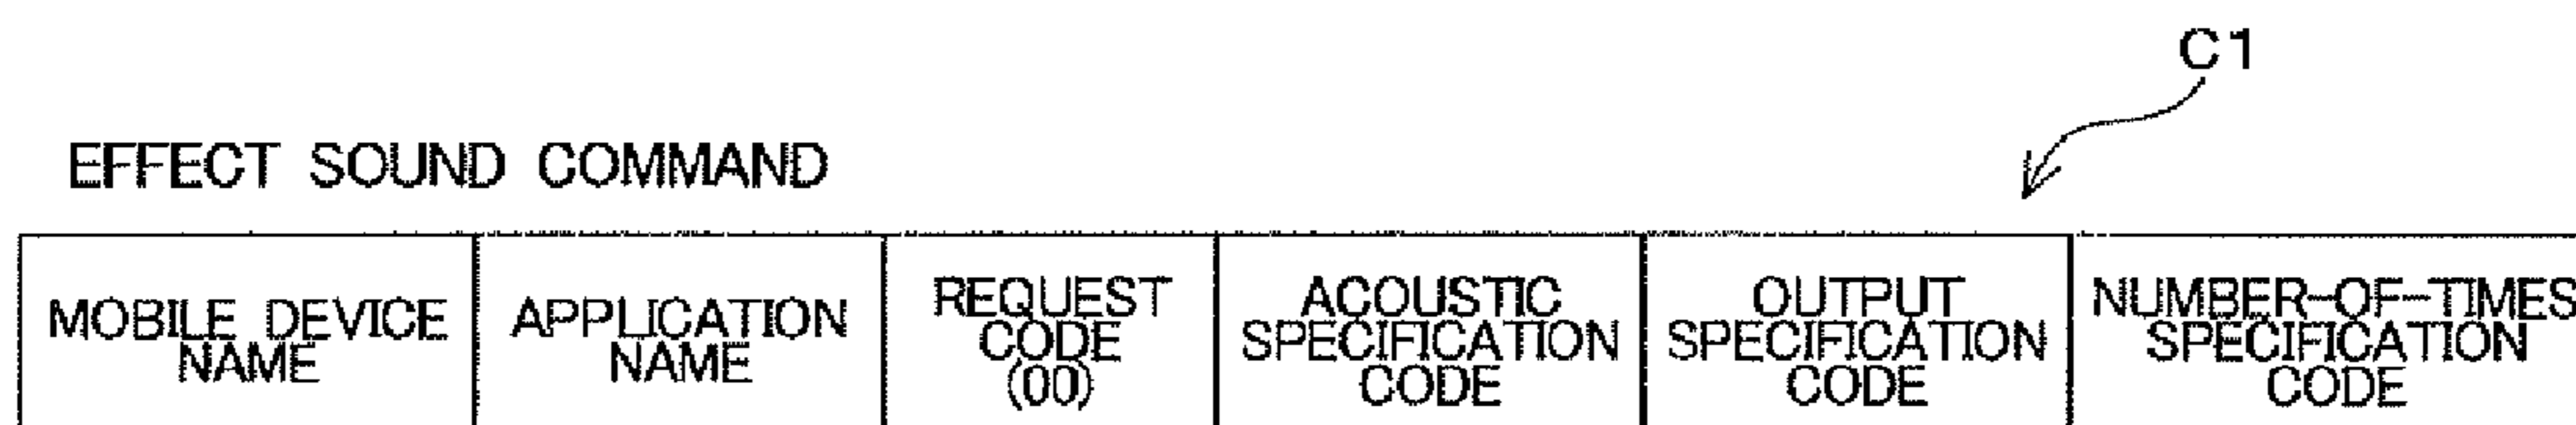 C1
EFFECT SOUND COMMAND
MOBILE DEVICE
NAME
APPLICATION
NAME
REQUEST
CODE
(00)
ACOUSTIC
SPECIFICATION
CODE
OUTPUT
SPECIFICATION
CODE
NUMBER-OF-TIMES
SPECIFICATION
CODE